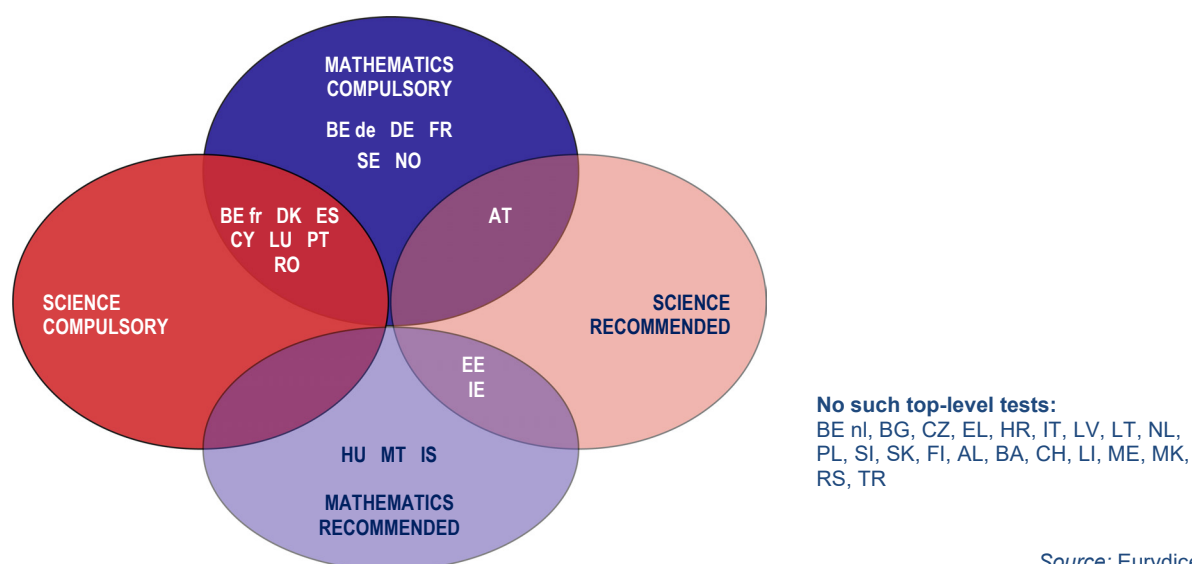 MATHEMATICS
COMPULSORY
BE de DE FR
SE NO
BE fr DK ES
CY LU PT
RO
AT
SCIENCE
COMPULSORY
SCIENCE
RECOMMENDED
EE
IE
HU MT IS
MATHEMATICS
RECOMMENDED
No such top-level tests:
BE nl, BG, CZ, EL, HR, IT, LV, LT, NL,
PL, SI, SK, FI, AL, BA, CH, LI, ME, MK,
RS, TR
Source: Eurydice